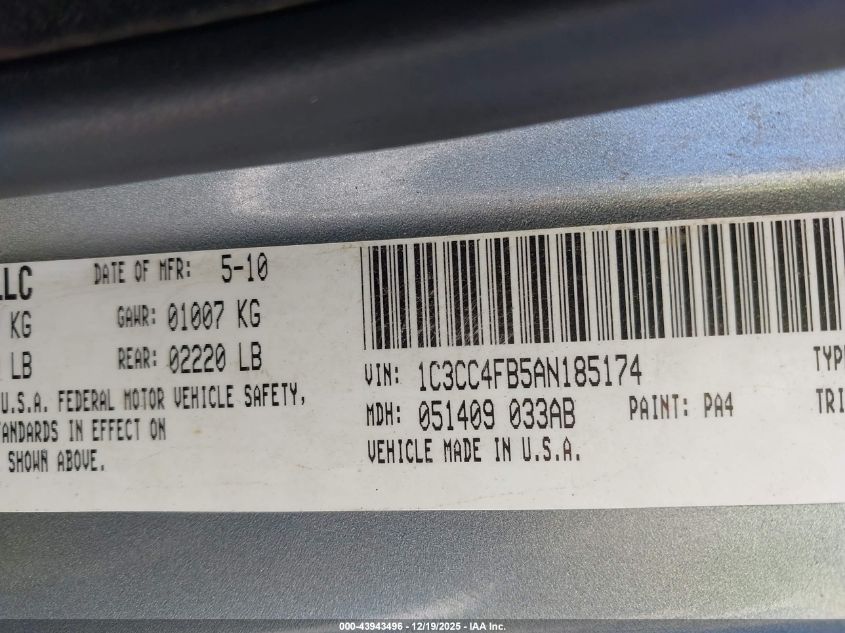 LLC DATE OF MFR: 5-10
KG GAWR: 01007 KG
LB REAR: 02220 LB
U.S.A. FEDERAL MOTOR VEHICLE SAFETY,
TANDARDS IN EFFECT ON
SHOWN ABOVE.
VIN: 1C3CC4FB5AN185174 TYP
MDH: 051409 033AB PAINT: PA4 TRI
VEHICLE MADE IN U.S.A.
000-43943496 - 12/19/2025 - IAA Inc.